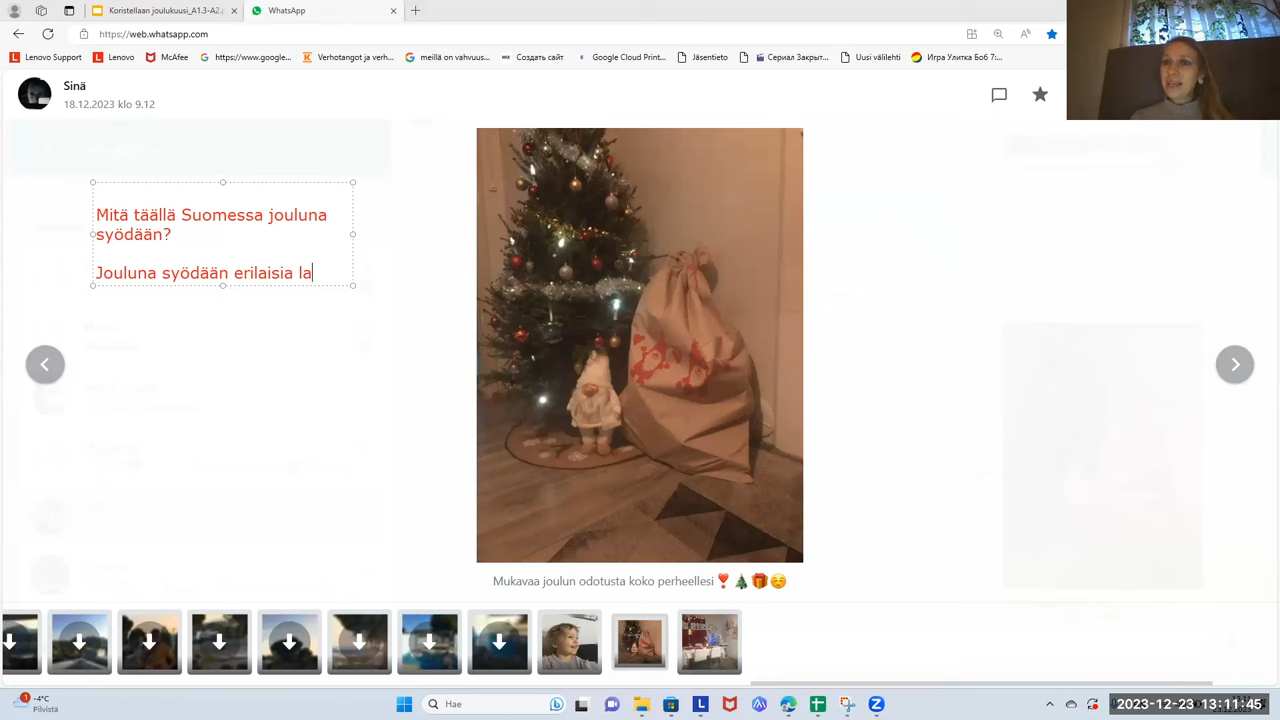 Koristellaan joulukuusi_A1.3-A2.
WhatsApp
https://web.whatsapp.com
Lenovo Support
Lenovo
McAfee
https://www.google...
Verhotangot ja verh...
meillä on vahvuus...
Создать сайт
Google Cloud Print...
Jäsentieto
Сериал Закрыт...
Uusi välilehti
Игра Улитка Боб 7:...
Sinä
18.12.2023 klo 9.12
Mitä täällä Suomessa jouluna
syödään?
Jouluna syödään erilaisia la
Mukavaa joulun odotusta koko perheellesi❣️🎄🎁☺️
1
-4°C
Pilvistä
Hae
2023-12-23 13:11:45